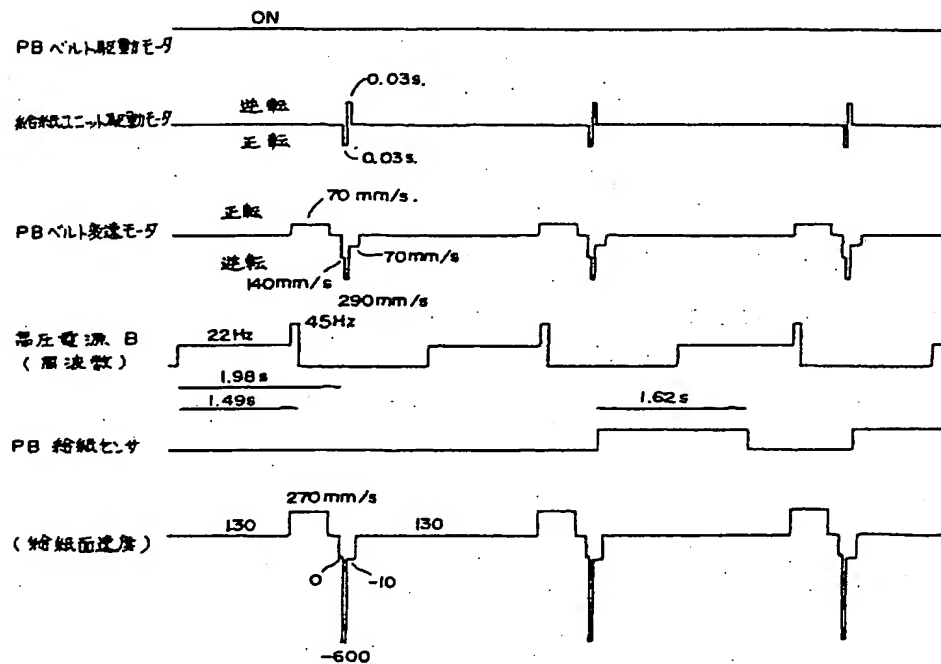 ON
PBベルト駆動モータ
0.03s.
逆転
給紙ユニット駆動モータ
正転
0.03s.
70mm/s.
正転
PBベルト変速モータ
逆転
70mm/s
140mm/s
290mm/s
高圧電源、B
22Hz
45Hz
(周波数)
1.98s
1.49s
1.62s
PB 給紙センサ
270mm/s
130
130
(給紙面速度)
0
-10
-600